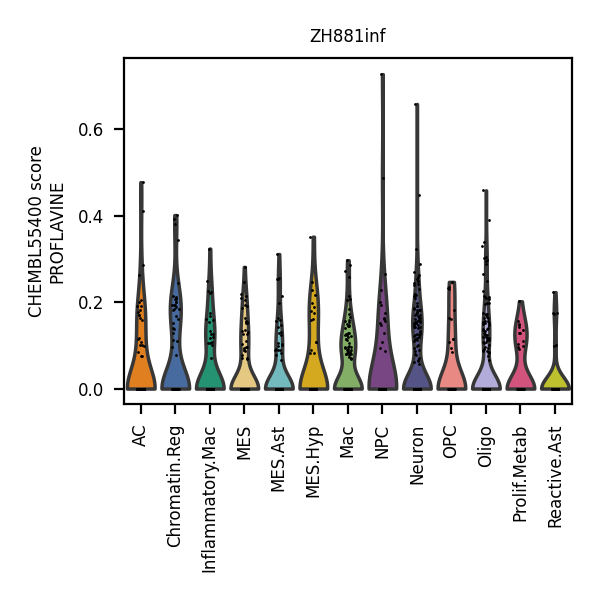 ZH881inf
CHEMBL55400 score
PROFLAVINE
0.6
0.4
0.2
0.0
AC
Chromatin.Reg
Inflammatory.Mac
MES
MES.Ast
MES.Hyp
Mac
NPC
Neuron
OPC
Oligo
Prolif.Metab
Reactive.Ast